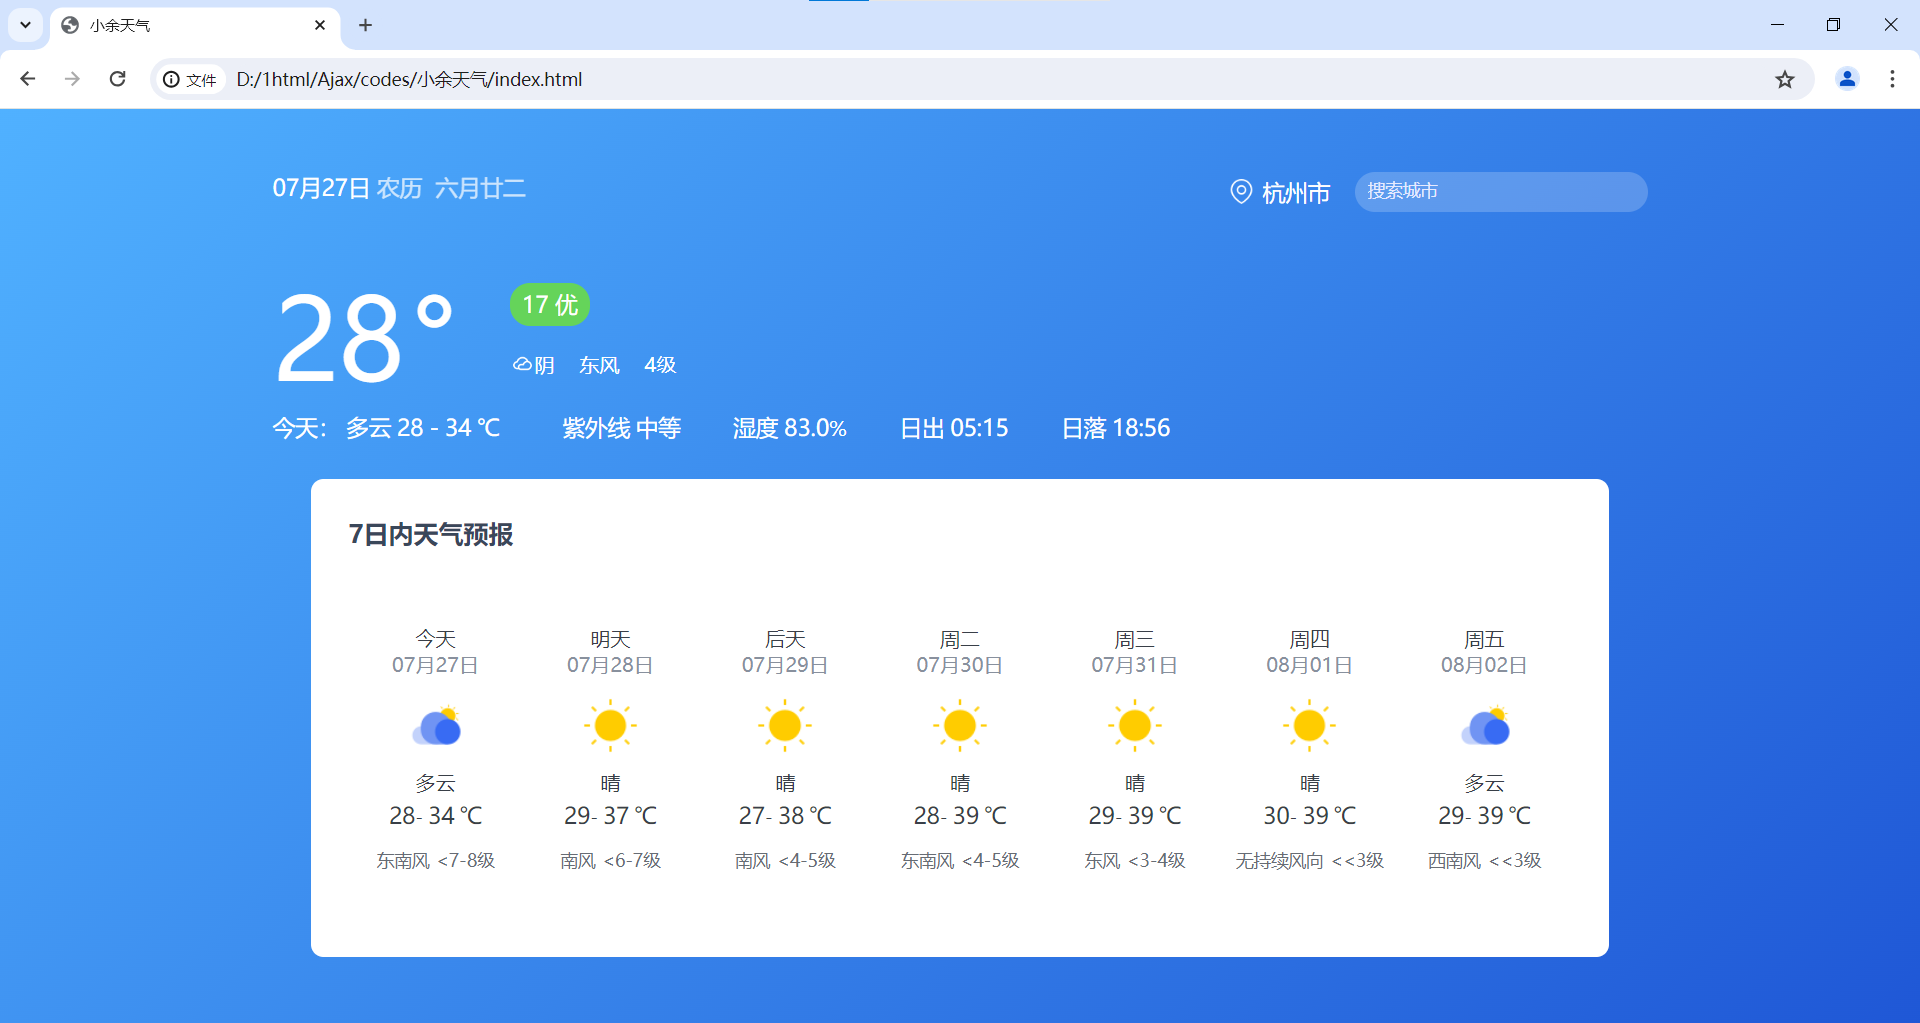 小余天气
文件 D:/1html/Ajax/codes/小余天气/index.html
07月27日 农历 六月廿二
杭州市 搜索城市
28°
17 优
阴 东风 4级
今天： 多云 28 - 34 ℃ 紫外线 中等 湿度 83.0% 日出 05:15 日落 18:56
7日内天气预报
今天 明天 后天 周二 周三 周四 周五
07月27日 07月28日 07月29日 07月30日 07月31日 08月01日 08月02日
多云 晴 晴 晴 晴 晴 多云
28- 34 ℃ 29- 37 ℃ 27- 38 ℃ 28- 39 ℃ 29- 39 ℃ 30- 39 ℃ 29- 39 ℃
东南风 <7-8级 南风 <6-7级 南风 <4-5级 东南风 <4-5级 东风 <3-4级 无持续风向 <<3级 西南风 <<3级